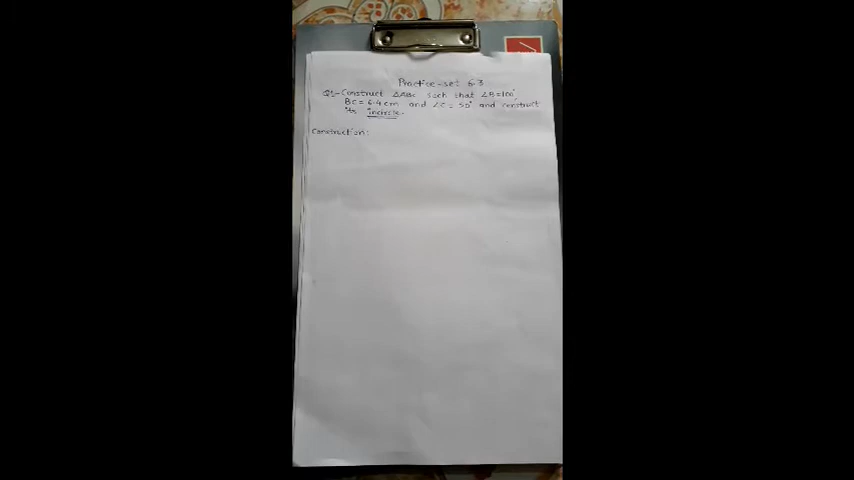 Practice-set 6.3
Q1- Construct △ABC such that ∠B=100°
BC = 6.4 cm and ∠C = 50° and construct
its incircle.
Construction: